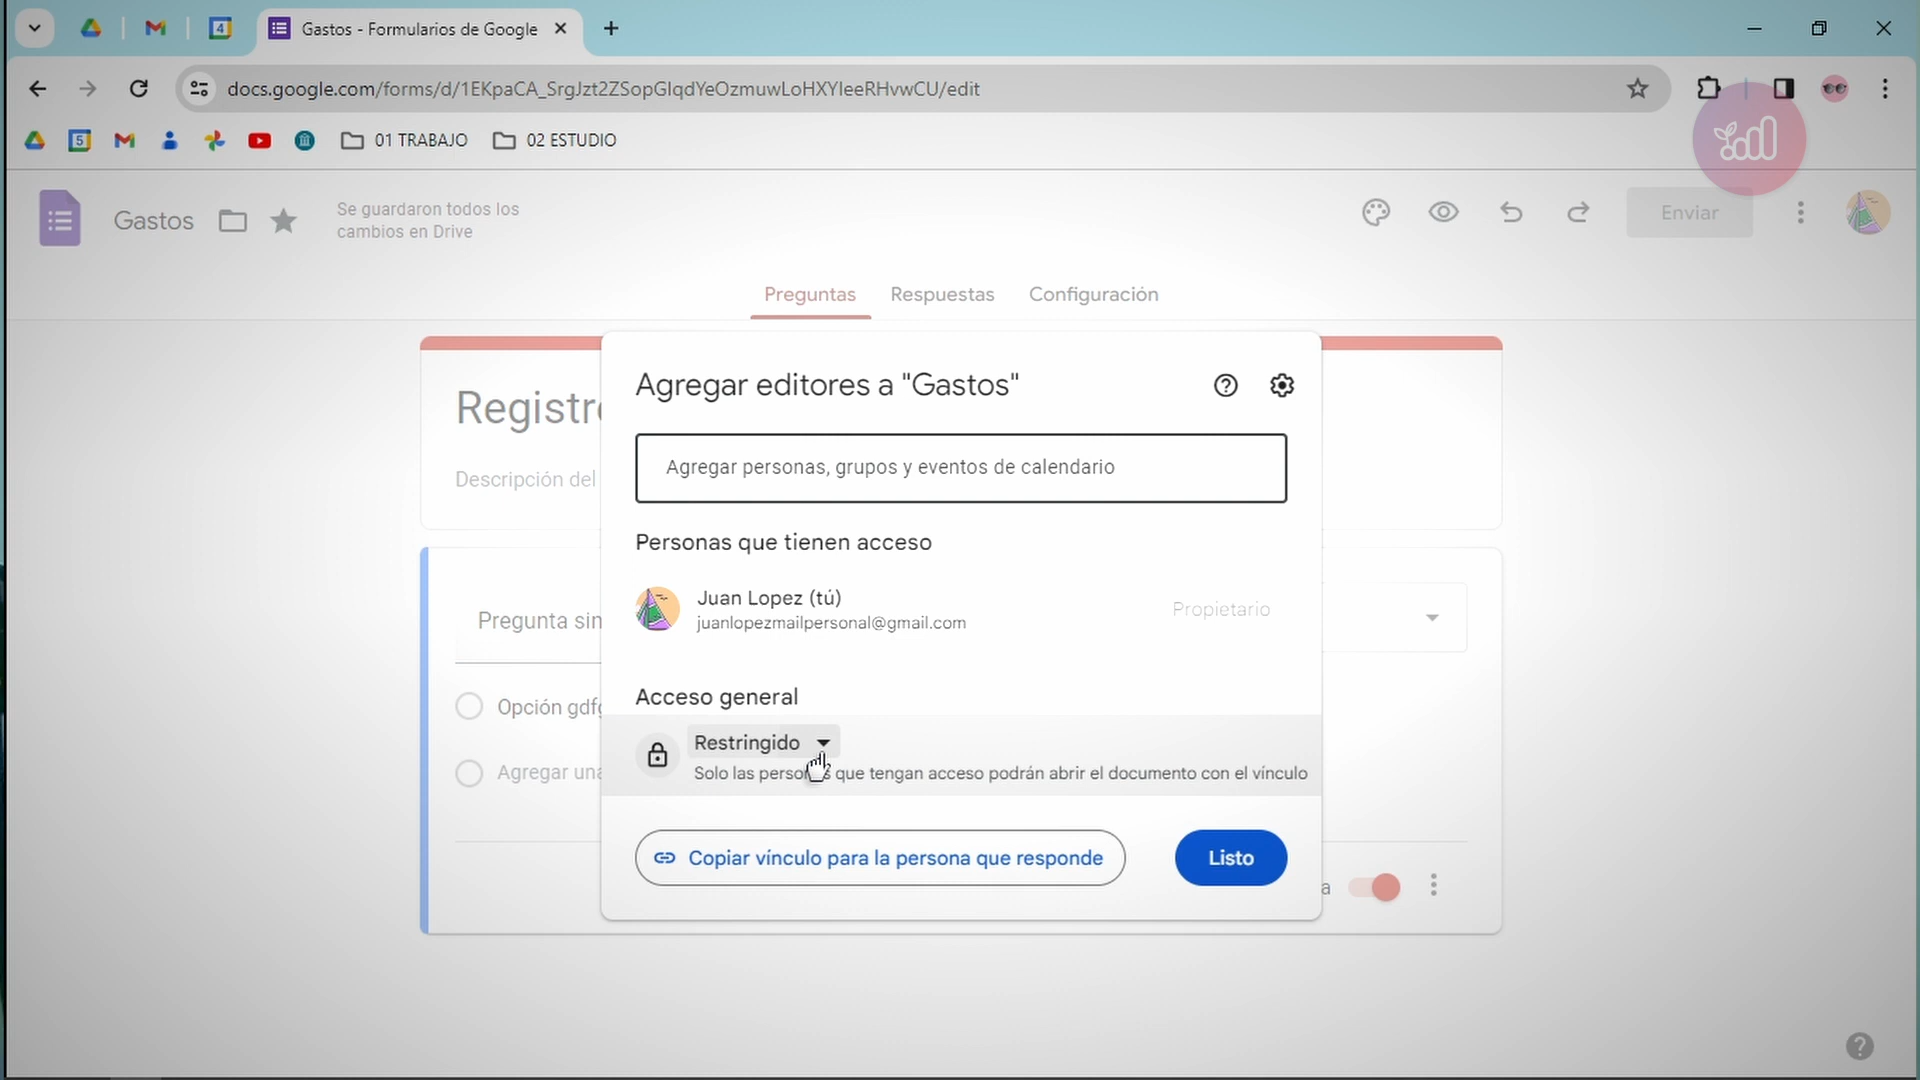 4
Gastos - Formularios de Google
docs.google.com/forms/d/1EKpaCA_SrgJzt2ZSopGlqdYeOzmuwLoHXYleeRHvwCU/edit
5
01 TRABAJO
02 ESTUDIO
Gastos
Se guardaron todos los
cambios en Drive
Enviar
Preguntas
Respuestas
Configuración
Registr
Descripción del
Agregar editores a "Gastos"
Agregar personas, grupos y eventos de calendario
Personas que tienen acceso
Juan Lopez (tú)
juanlopezmailpersonal@gmail.com
Propietario
Pregunta sin
Opción gdfg
Agregar una
Acceso general
Restringido
Solo las personas que tengan acceso podrán abrir el documento con el vínculo
Copiar vínculo para la persona que responde
Listo
a